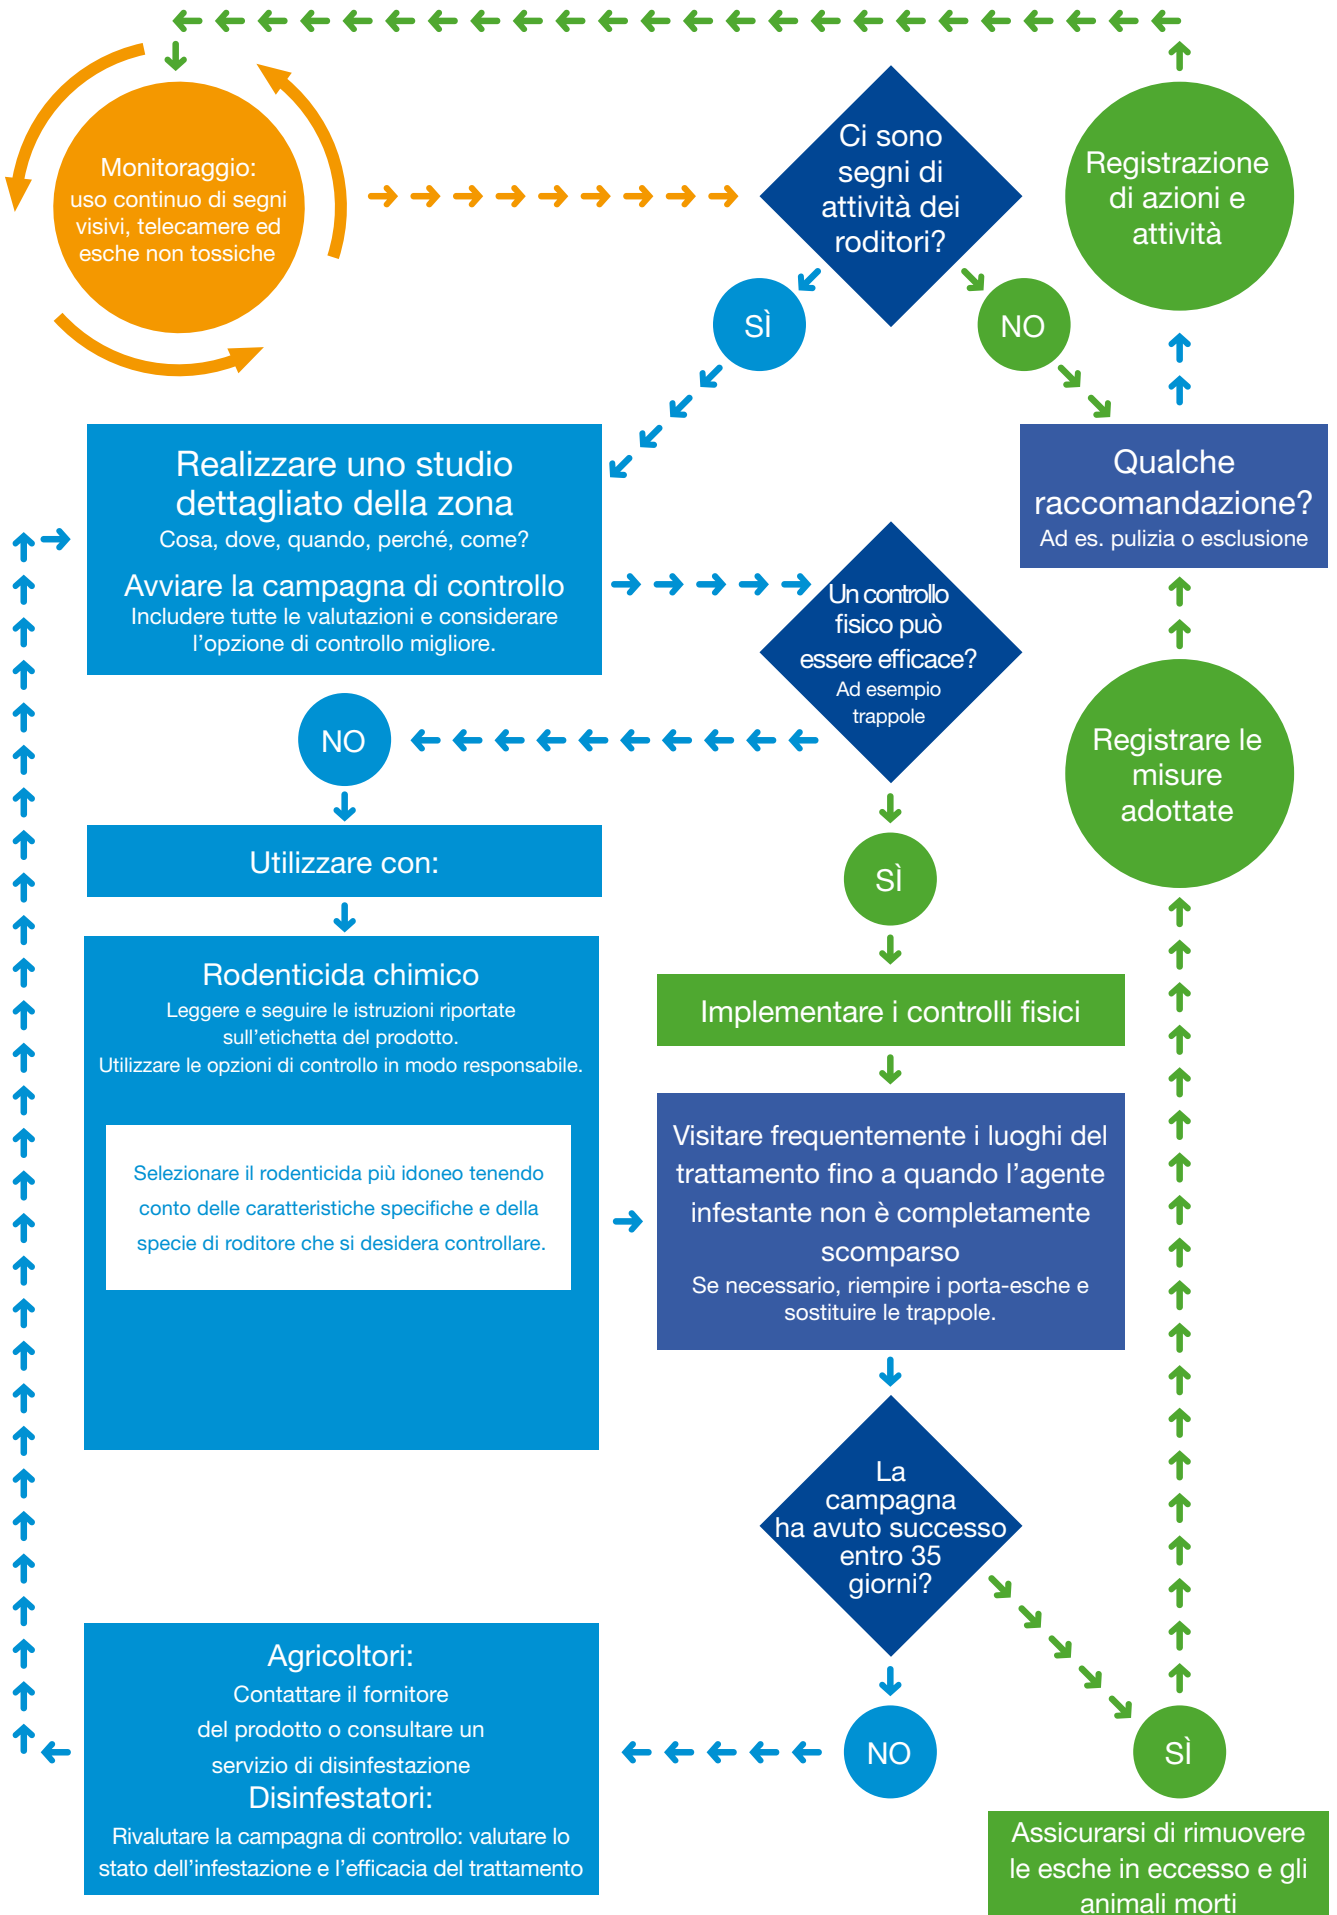 Monitoraggio:
uso continuo di segni
visivi, telecamere ed
esche non tossiche
Ci sono
segni di
attività dei
roditori?
Registrazione
di azioni e
attività
SÌ
NO
Realizzare uno studio
dettagliato della zona
Cosa, dove, quando, perché, come?
Avviare la campagna di controllo
Includere tutte le valutazioni e considerare
l’opzione di controllo migliore.
Qualche
raccomandazione?
Ad es. pulizia o esclusione
Un controllo
fisico può
essere efficace?
Ad esempio
trappole
NO
Registrare le
misure
adottate
Utilizzare con:
SÌ
Rodenticida chimico
Leggere e seguire le istruzioni riportate
sull’etichetta del prodotto.
Utilizzare le opzioni di controllo in modo responsabile.
Selezionare il rodenticida più idoneo tenendo
conto delle caratteristiche specifiche e della
specie di roditore che si desidera controllare.
Implementare i controlli fisici
Visitare frequentemente i luoghi del
trattamento fino a quando l’agente
infestante non è completamente
scomparso
Se necessario, riempire i porta-esche e
sostituire le trappole.
La
campagna
ha avuto successo
entro 35
giorni?
Agricoltori:
Contattare il fornitore
del prodotto o consultare un
servizio di disinfestazione
Disinfestatori:
Rivalutare la campagna di controllo: valutare lo
stato dell’infestazione e l’efficacia del trattamento
NO
SÌ
Assicurarsi di rimuovere
le esche in eccesso e gli
animali morti